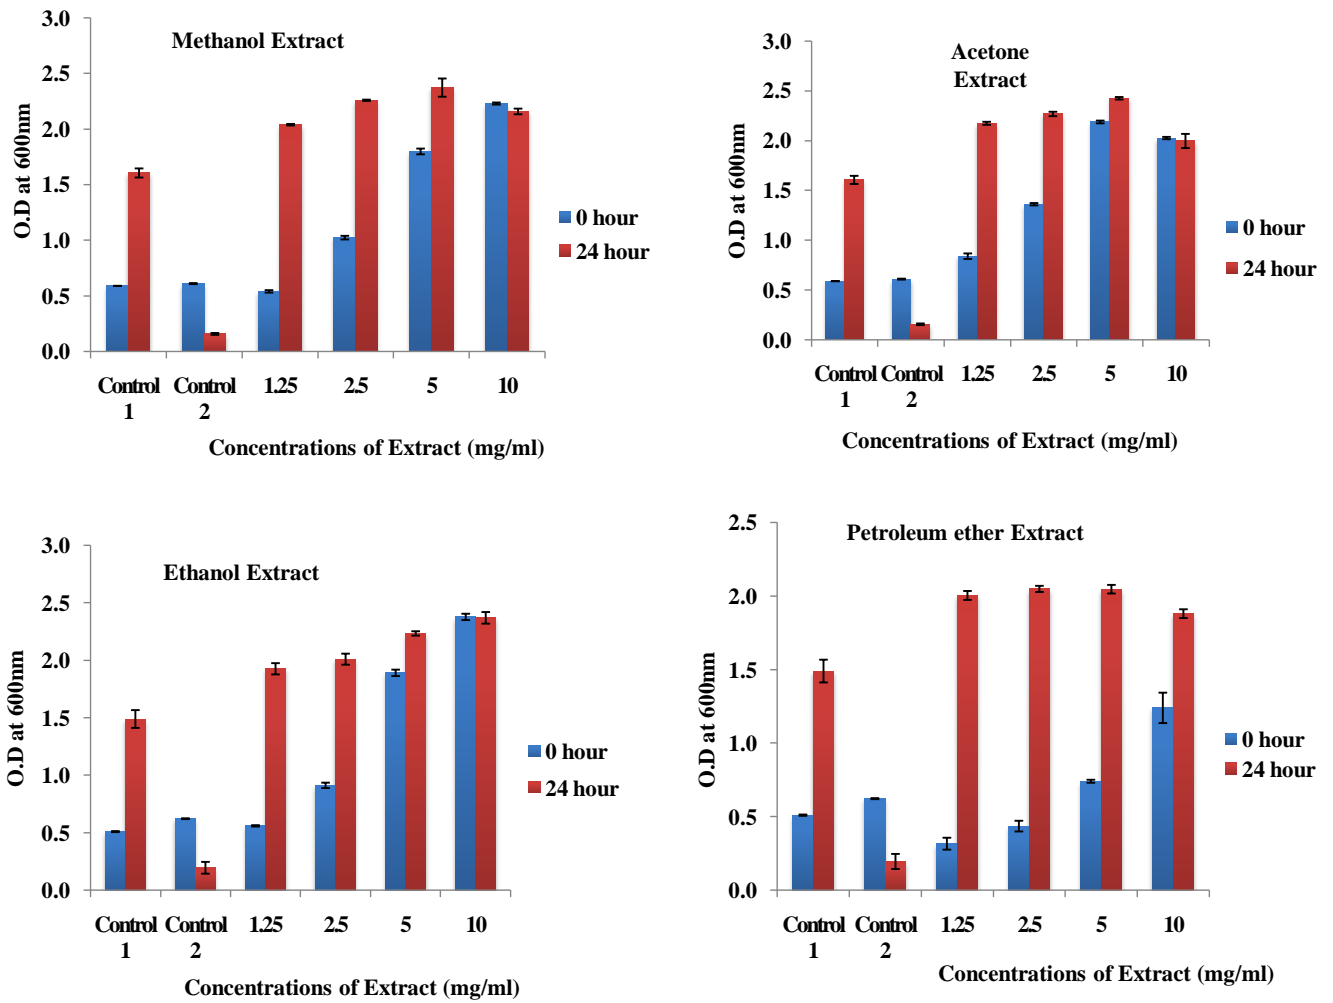 Methanol Extract
O.D at 600nm
3.0
2.5
2.0
1.5
1.0
0.5
0.0
Control Control 1.25 2.5 5 10
1 2
Concentrations of Extract (mg/ml)
0 hour
24 hour
Acetone
Extract
O.D at 600nm
3.0
2.5
2.0
1.5
1.0
0.5
0.0
Control Control 1.25 2.5 5 10
1 2
Concentrations of Extract (mg/ml)
0 hour
24 hour
Ethanol Extract
O.D at 600nm
3.0
2.5
2.0
1.5
1.0
0.5
0.0
Control Control 1.25 2.5 5 10
1 2
Concentrations of Extract (mg/ml)
0 hour
24 hour
Petroleum ether Extract
O.D at 600nm
2.5
2.0
1.5
1.0
0.5
0.0
Control Control 1.25 2.5 5 10
1 2
Concentrations of Extract (mg/ml)
0 hour
24 hour